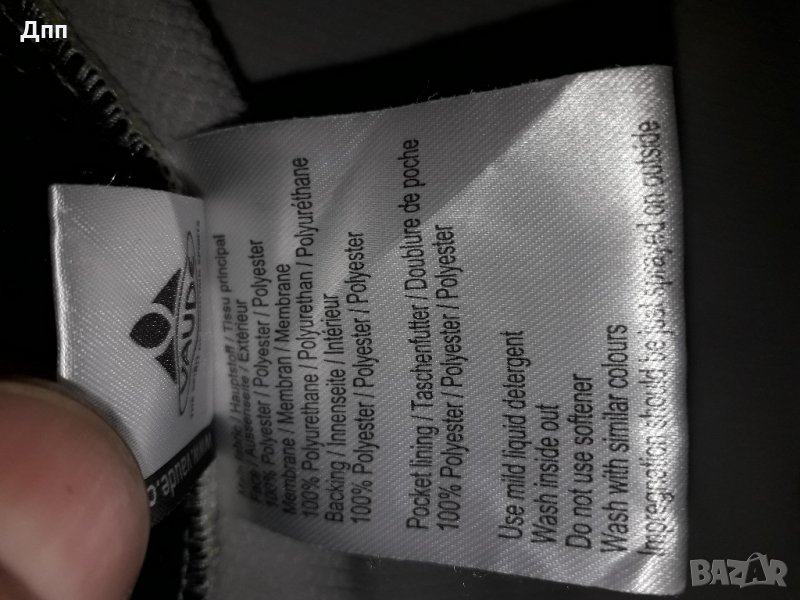 Дпп
VAUDE
www.vaude.c
Main fabric / Hauptstoff / Tissu principal
Face / Aussenseite / Extérieur
100% Polyester / Polyester / Polyester
Membrane / Membran / Membrane
100% Polyurethane / Polyurethan / Polyuréthane
Backing / Innenseite / Intérieur
100% Polyester / Polyester / Polyester
Pocket lining / Taschenfutter / Doublure de poche
100% Polyester / Polyester / Polyester
Use mild liquid detergent
Wash inside out
Do not use softener
Wash with similar colours
Impregnation should be just sprayed on outside
BAZAR